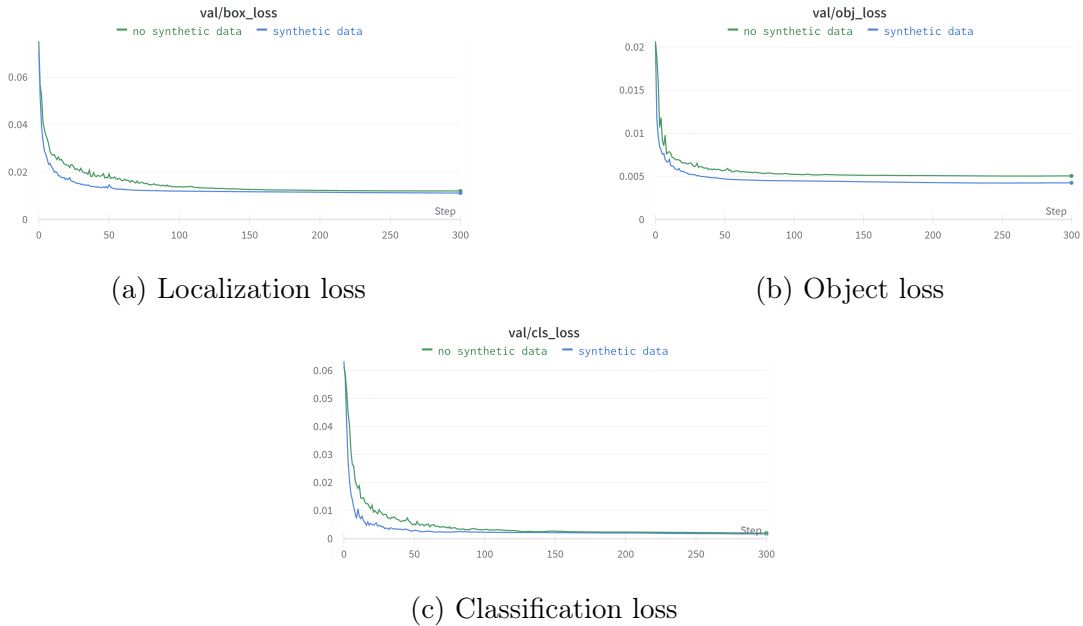 val/box_loss
no synthetic data synthetic data
0.06
0.04
0.02
0
Step
0 50 100 150 200 250 300
(a) Localization loss
val/obj_loss
no synthetic data synthetic data
0.02
0.015
0.01
0.005
0
Step
0 50 100 150 200 250 300
(b) Object loss
val/cls_loss
no synthetic data synthetic data
0.06
0.05
0.04
0.03
0.02
0.01
0
Step
0 50 100 150 200 250 300
(c) Classification loss